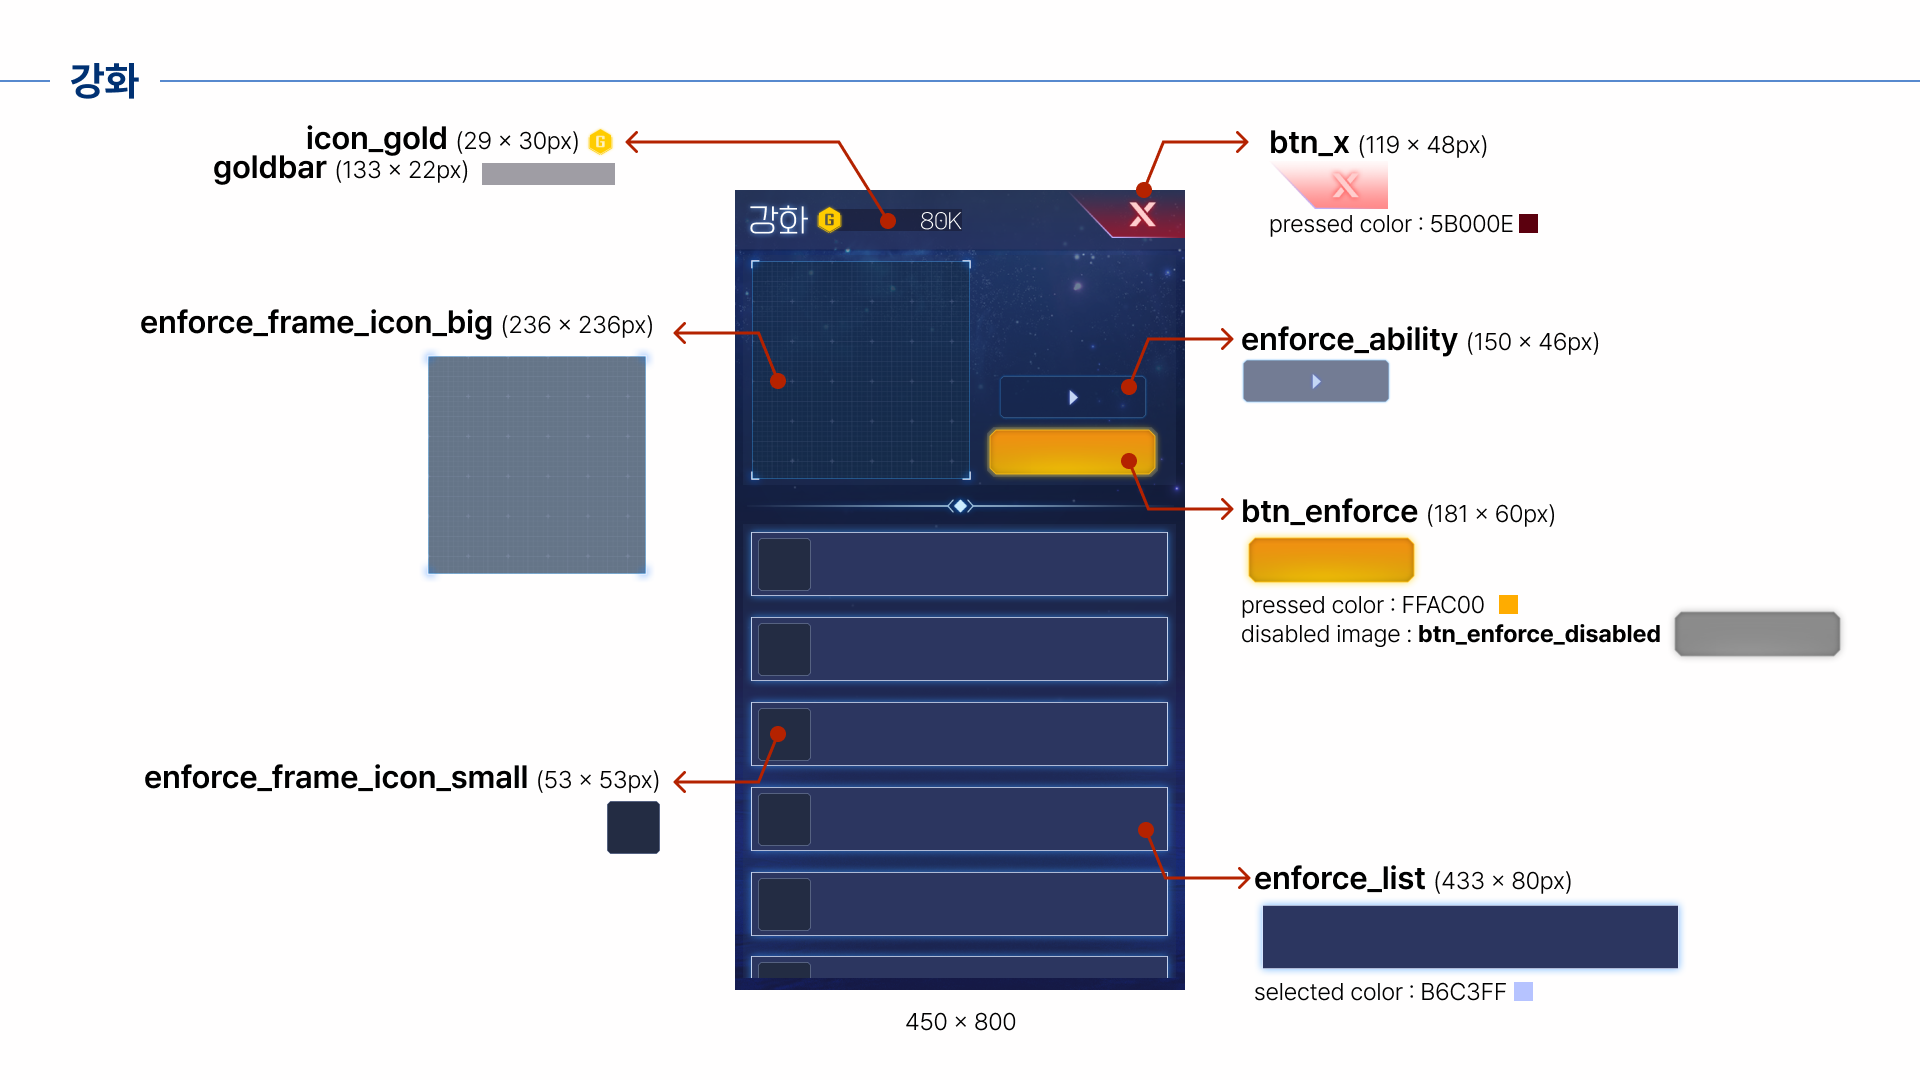 강화
icon_gold (29 × 30px) G
goldbar (133 × 22px)
btn_x (119 × 48px)
X
pressed color : 5B000E
강화 G 80K X
enforce_frame_icon_big (236 × 236px)
enforce_ability (150 × 46px)
btn_enforce (181 × 60px)
pressed color : FFAC00
disabled image : btn_enforce_disabled
enforce_frame_icon_small (53 × 53px)
enforce_list (433 × 80px)
selected color : B6C3FF
450 × 800